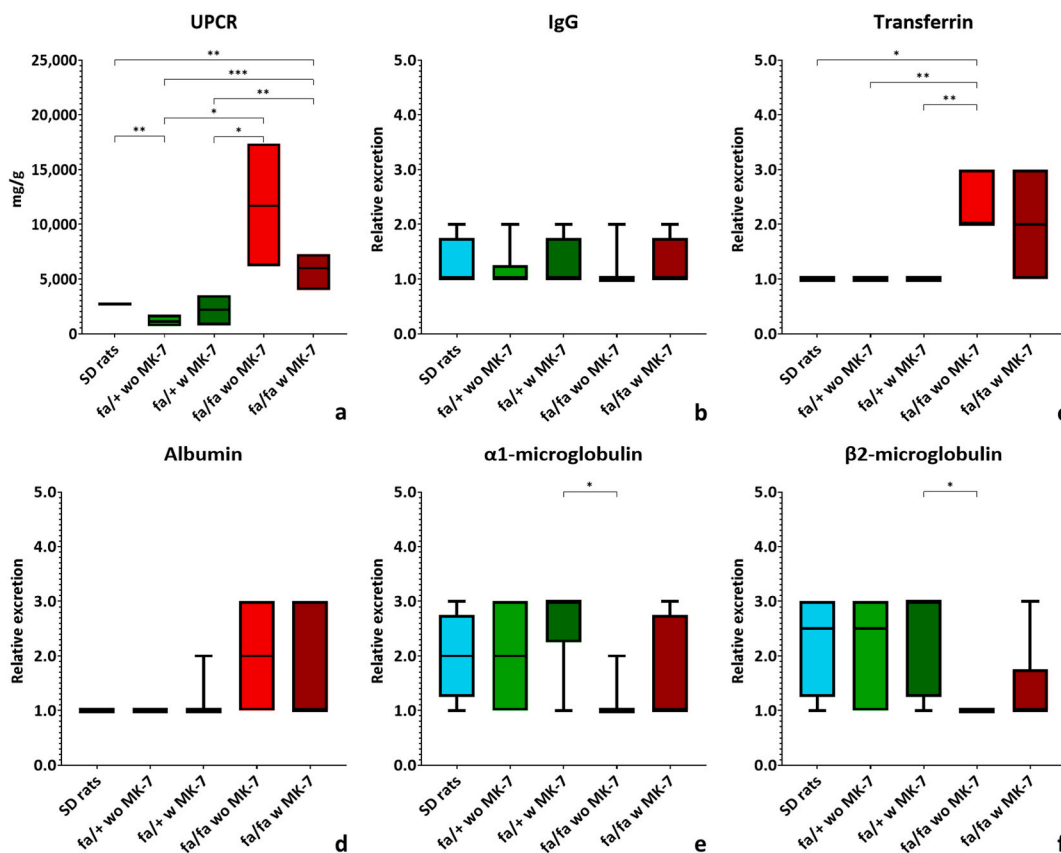 UPCR
IgG
Transferrin
mg/g
25,000
20,000
15,000
10,000
5,000
0
**
***
**
*
**
*
SD rats
fa/+ wo MK-7
fa/+ w MK-7
fa/fa wo MK-7
fa/fa w MK-7
a
Relative excretion
5.0
4.0
3.0
2.0
1.0
0.0
SD rats
fa/+ wo MK-7
fa/+ w MK-7
fa/fa wo MK-7
fa/fa w MK-7
b
Relative excretion
5.0
4.0
3.0
2.0
1.0
0.0
*
**
**
SD rats
fa/+ wo MK-7
fa/+ w MK-7
fa/fa wo MK-7
fa/fa w MK-7
Albumin
α1-microglobulin
β2-microglobulin
Relative excretion
5.0
4.0
3.0
2.0
1.0
0.0
SD rats
fa/+ wo MK-7
fa/+ w MK-7
fa/fa wo MK-7
fa/fa w MK-7
d
Relative excretion
5.0
4.0
3.0
2.0
1.0
0.0
*
SD rats
fa/+ wo MK-7
fa/+ w MK-7
fa/fa wo MK-7
fa/fa w MK-7
e
Relative excretion
5.0
4.0
3.0
2.0
1.0
0.0
*
SD rats
fa/+ wo MK-7
fa/+ w MK-7
fa/fa wo MK-7
fa/fa w MK-7